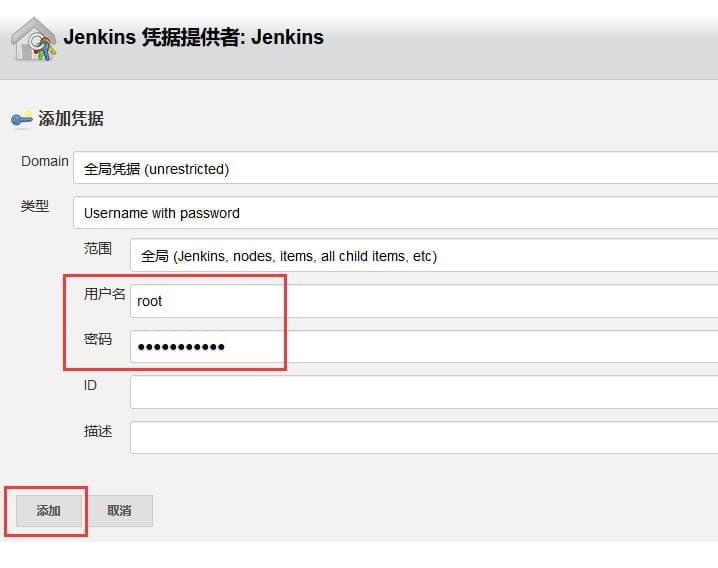 Jenkins 凭据提供者: Jenkins
添加凭据
Domain 全局凭据 (unrestricted)
类型 Username with password
范围 全局 (Jenkins, nodes, items, all child items, etc)
用户名 root
密码 •••••••••••
ID
描述
添加 取消